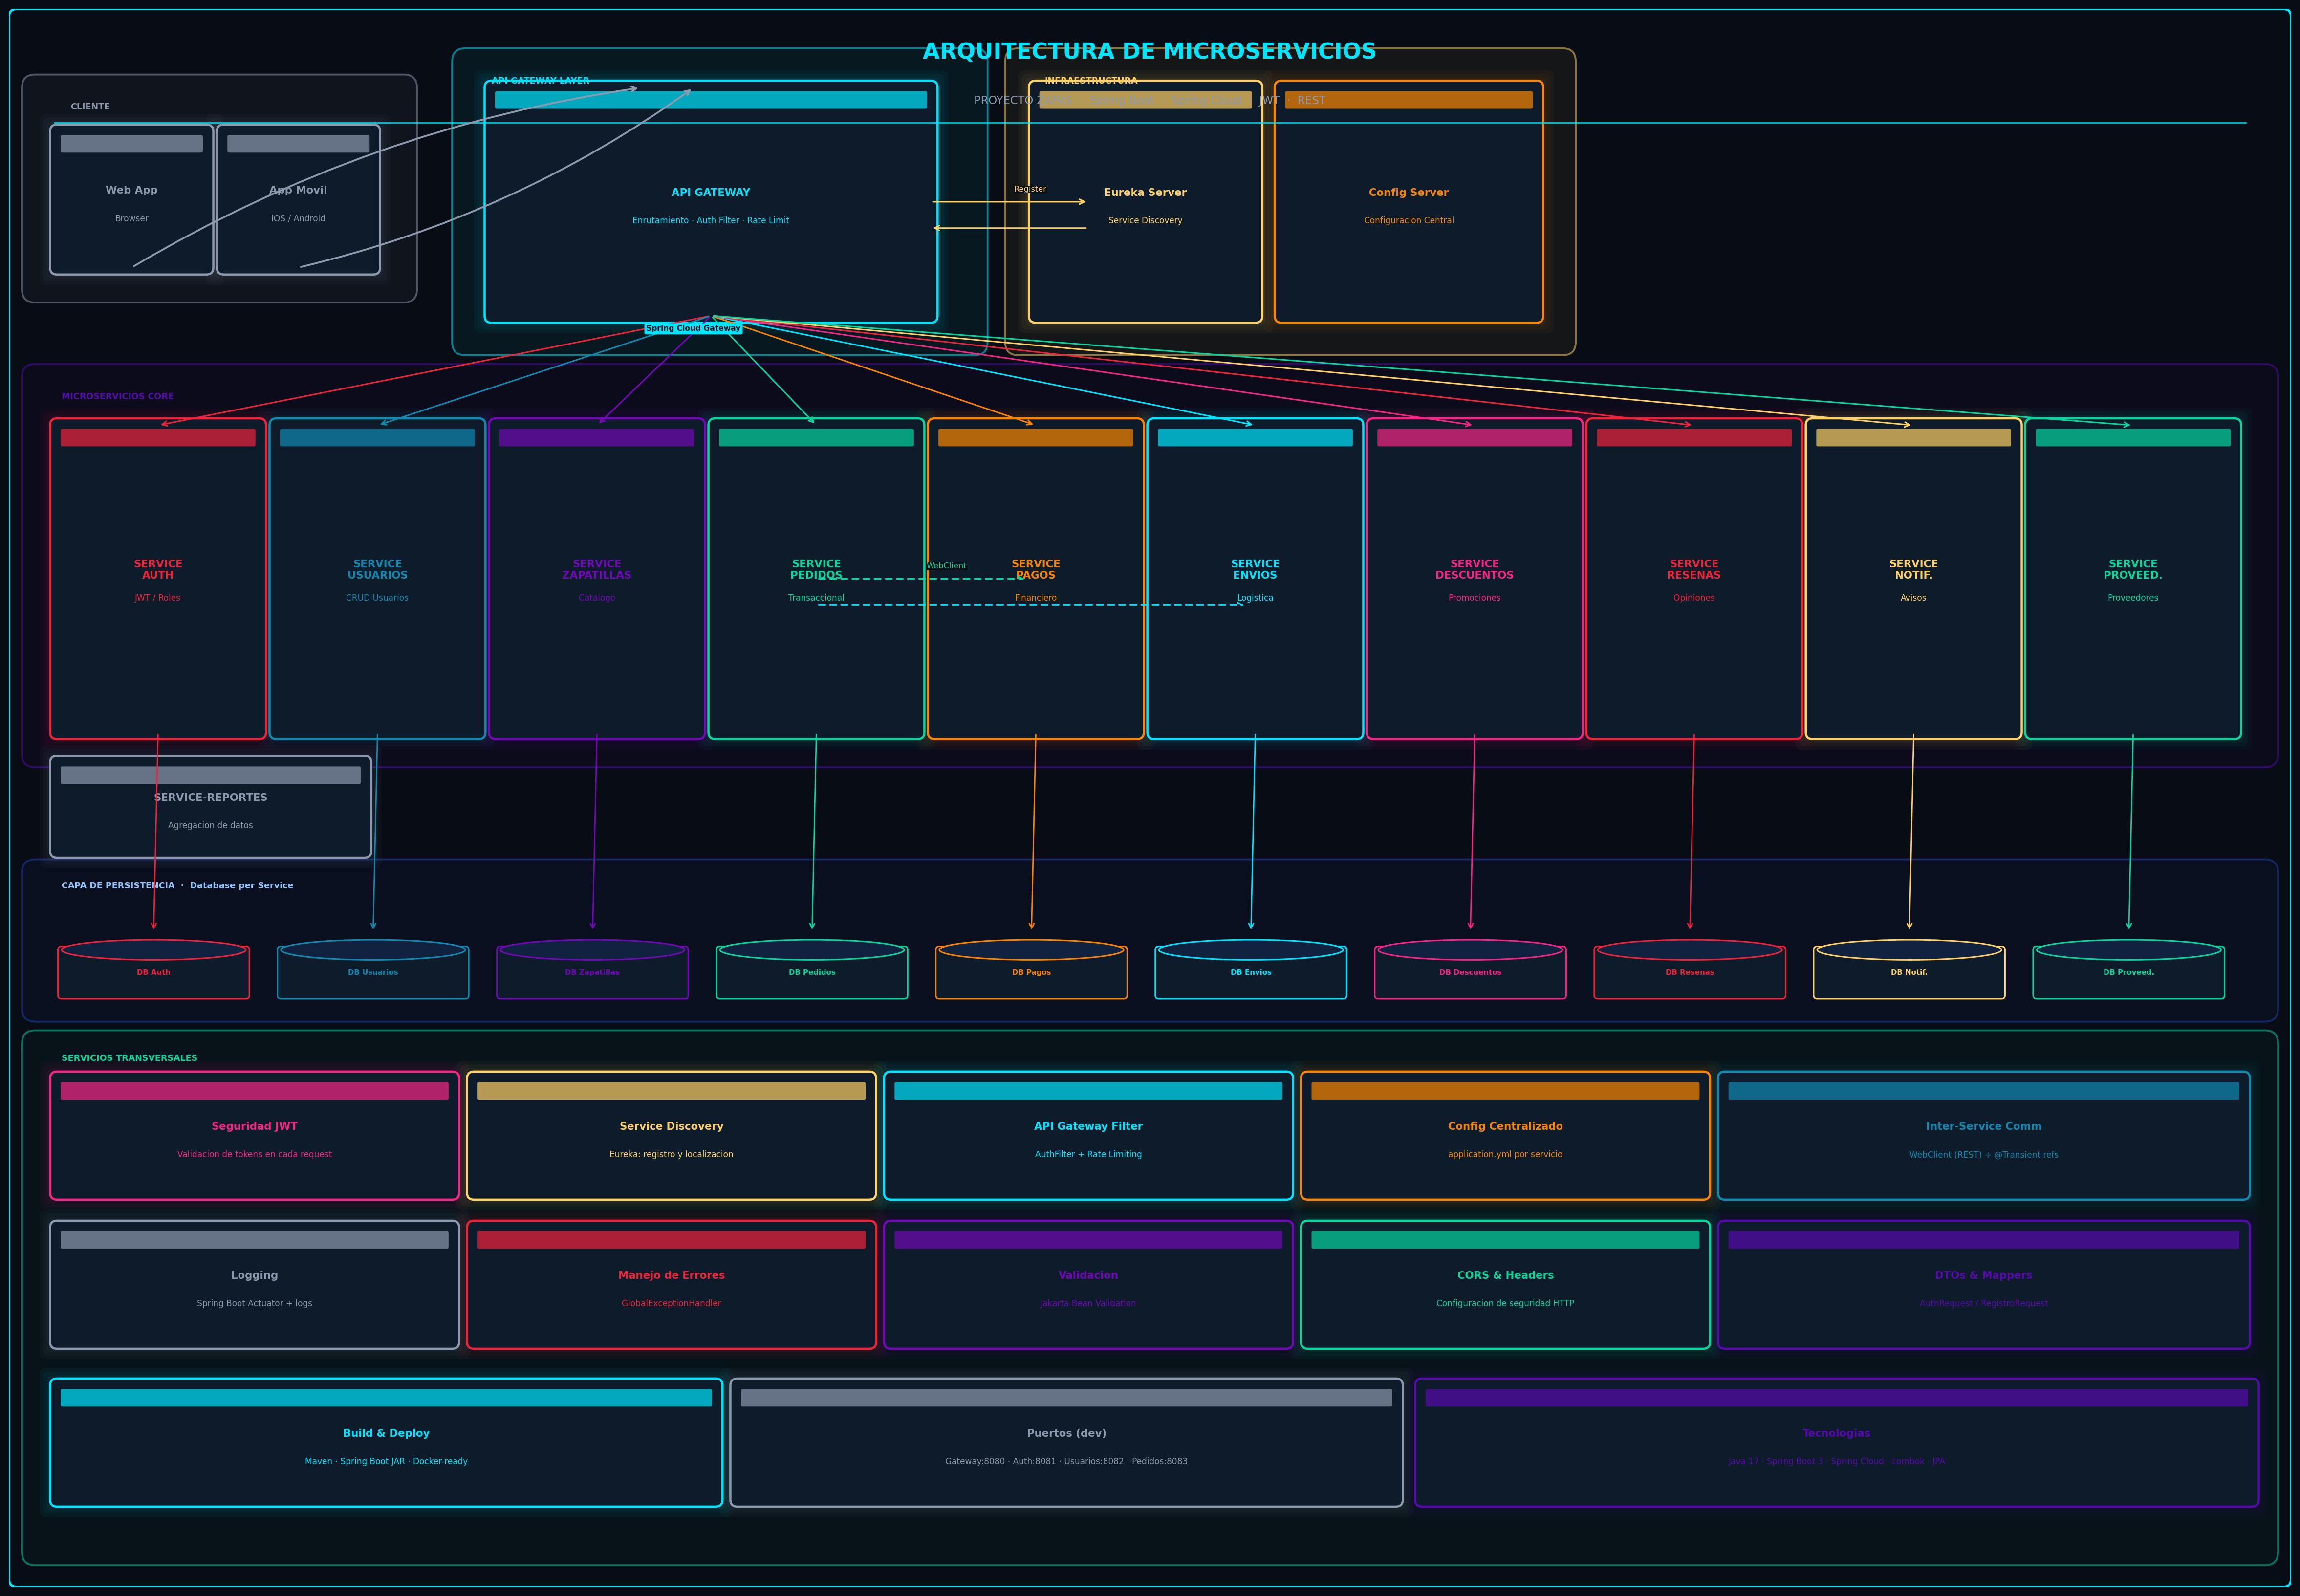 ARQUITECTURA DE MICROSERVICIOS
PROYECTO JWT · REST
CLIENTE
Web App
Browser
App Movil
iOS / Android
API GATEWAY LAYER
API GATEWAY
Enrutamiento · Auth Filter · Rate Limit
Spring Cloud Gateway
Register
INFRAESTRUCTURA
Eureka Server
Service Discovery
Config Server
Configuracion Central
MICROSERVICIOS CORE
SERVICE
AUTH
JWT / Roles
SERVICE
USUARIOS
CRUD Usuarios
SERVICE
ZAPATILLAS
Catalogo
SERVICE
PEDIDOS
Transaccional
WebClient
SERVICE
PAGOS
Financiero
SERVICE
ENVIOS
Logistica
SERVICE
DESCUENTOS
Promociones
SERVICE
RESENAS
Opiniones
SERVICE
NOTIF.
Avisos
SERVICE
PROVEED.
Proveedores
SERVICE-REPORTES
Agregacion de datos
CAPA DE PERSISTENCIA · Database per Service
DB Auth
DB Usuarios
DB Zapatillas
DB Pedidos
DB Pagos
DB Envios
DB Descuentos
DB Resenas
DB Notif.
DB Proveed.
SERVICIOS TRANSVERSALES
Seguridad JWT
Validacion de tokens en cada request
Service Discovery
Eureka: registro y localizacion
API Gateway Filter
AuthFilter + Rate Limiting
Config Centralizado
application.yml por servicio
Inter-Service Comm
WebClient (REST) + @Transient refs
Logging
Spring Boot Actuator + logs
Manejo de Errores
GlobalExceptionHandler
Validacion
Jakarta Bean Validation
CORS & Headers
Configuracion de seguridad HTTP
DTOs & Mappers
AuthRequest / RegistroRequest
Build & Deploy
Maven · Spring Boot JAR · Docker-ready
Puertos (dev)
Gateway:8080 · Auth:8081 · Usuarios:8082 · Pedidos:8083
Tecnologias
Java 17 · Spring Boot 3 · Spring Cloud · Lombok · JPA